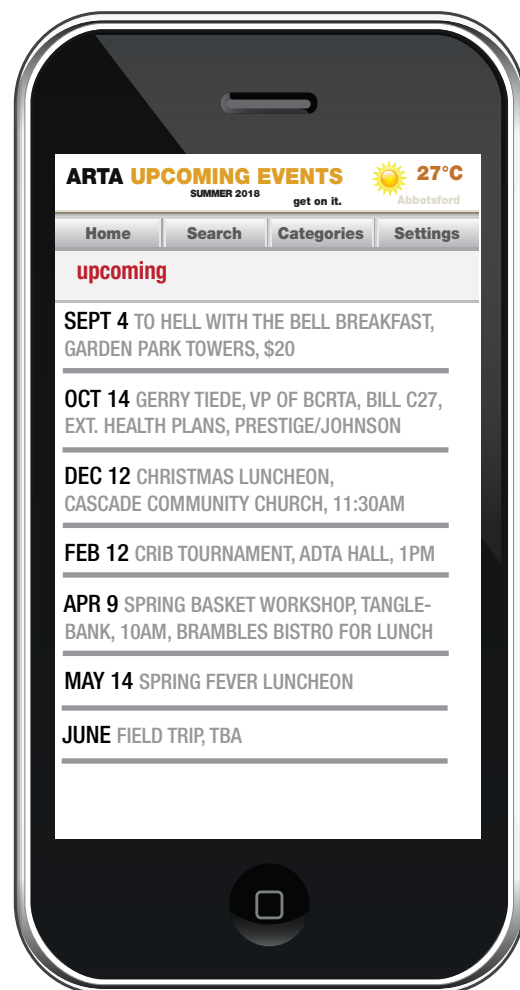 ARTA UPCOMING EVENTS
SUMMER 2018
get on it.
27°C
Abbotsford
Home Search Categories Settings
upcoming
SEPT 4 TO HELL WITH THE BELL BREAKFAST,
GARDEN PARK TOWERS, $20
OCT 14 GERRY TIEDE, VP OF BCRTA, BILL C27,
EXT. HEALTH PLANS, PRESTIGE/JOHNSON
DEC 12 CHRISTMAS LUNCHEON,
CASCADE COMMUNITY CHURCH, 11:30AM
FEB 12 CRIB TOURNAMENT, ADTA HALL, 1PM
APR 9 SPRING BASKET WORKSHOP, TANGLE-
BANK, 10AM, BRAMBLES BISTRO FOR LUNCH
MAY 14 SPRING FEVER LUNCHEON
JUNE FIELD TRIP, TBA